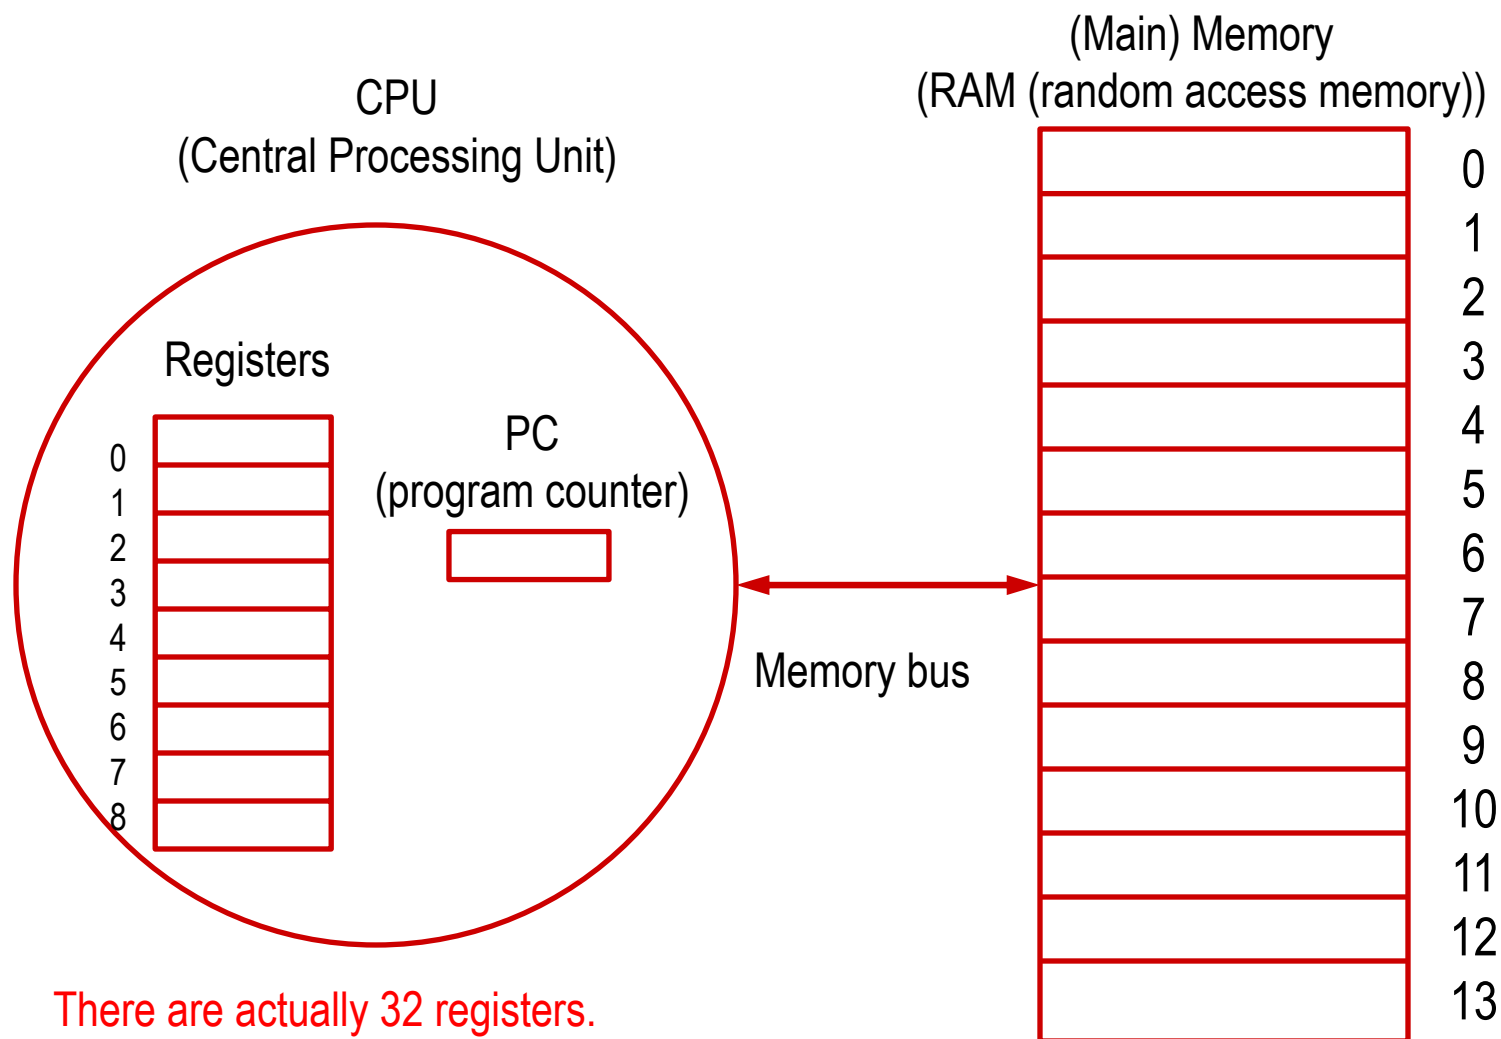 (Main) Memory
(RAM (random access memory))
CPU
(Central Processing Unit)
Registers
0
1
2
3
4
5
6
7
8
PC
(program counter)
Memory bus
0
1
2
3
4
5
6
7
8
9
10
11
12
13
There are actually 32 registers.